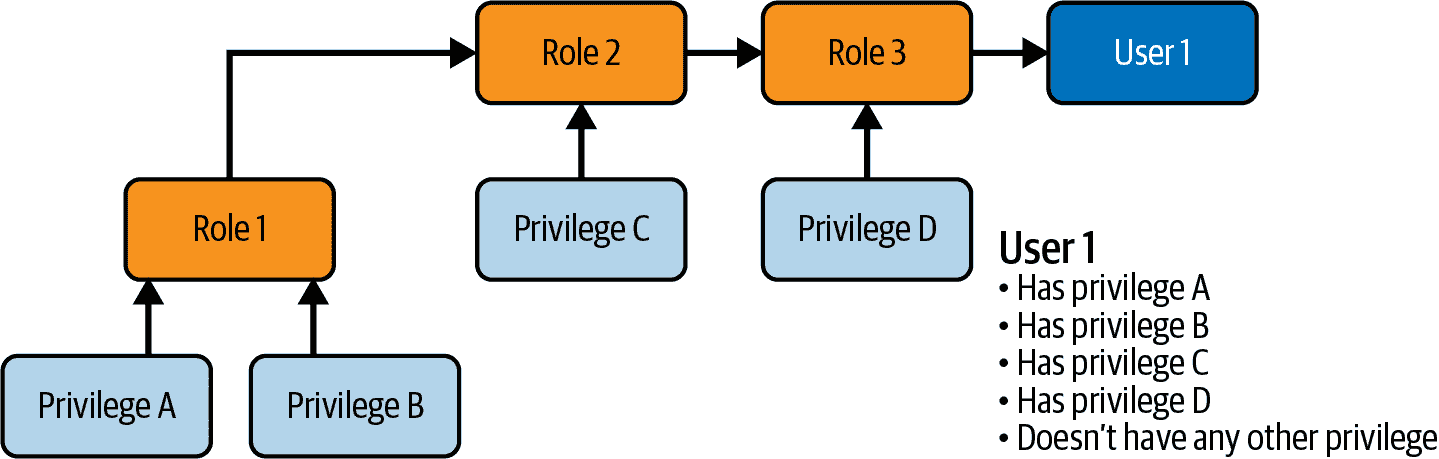 Role 2
Role 3
User 1
Role 1
Privilege C
Privilege D
User 1
• Has privilege A
• Has privilege B
• Has privilege C
• Has privilege D
• Doesn’t have any other privilege
Privilege A
Privilege B